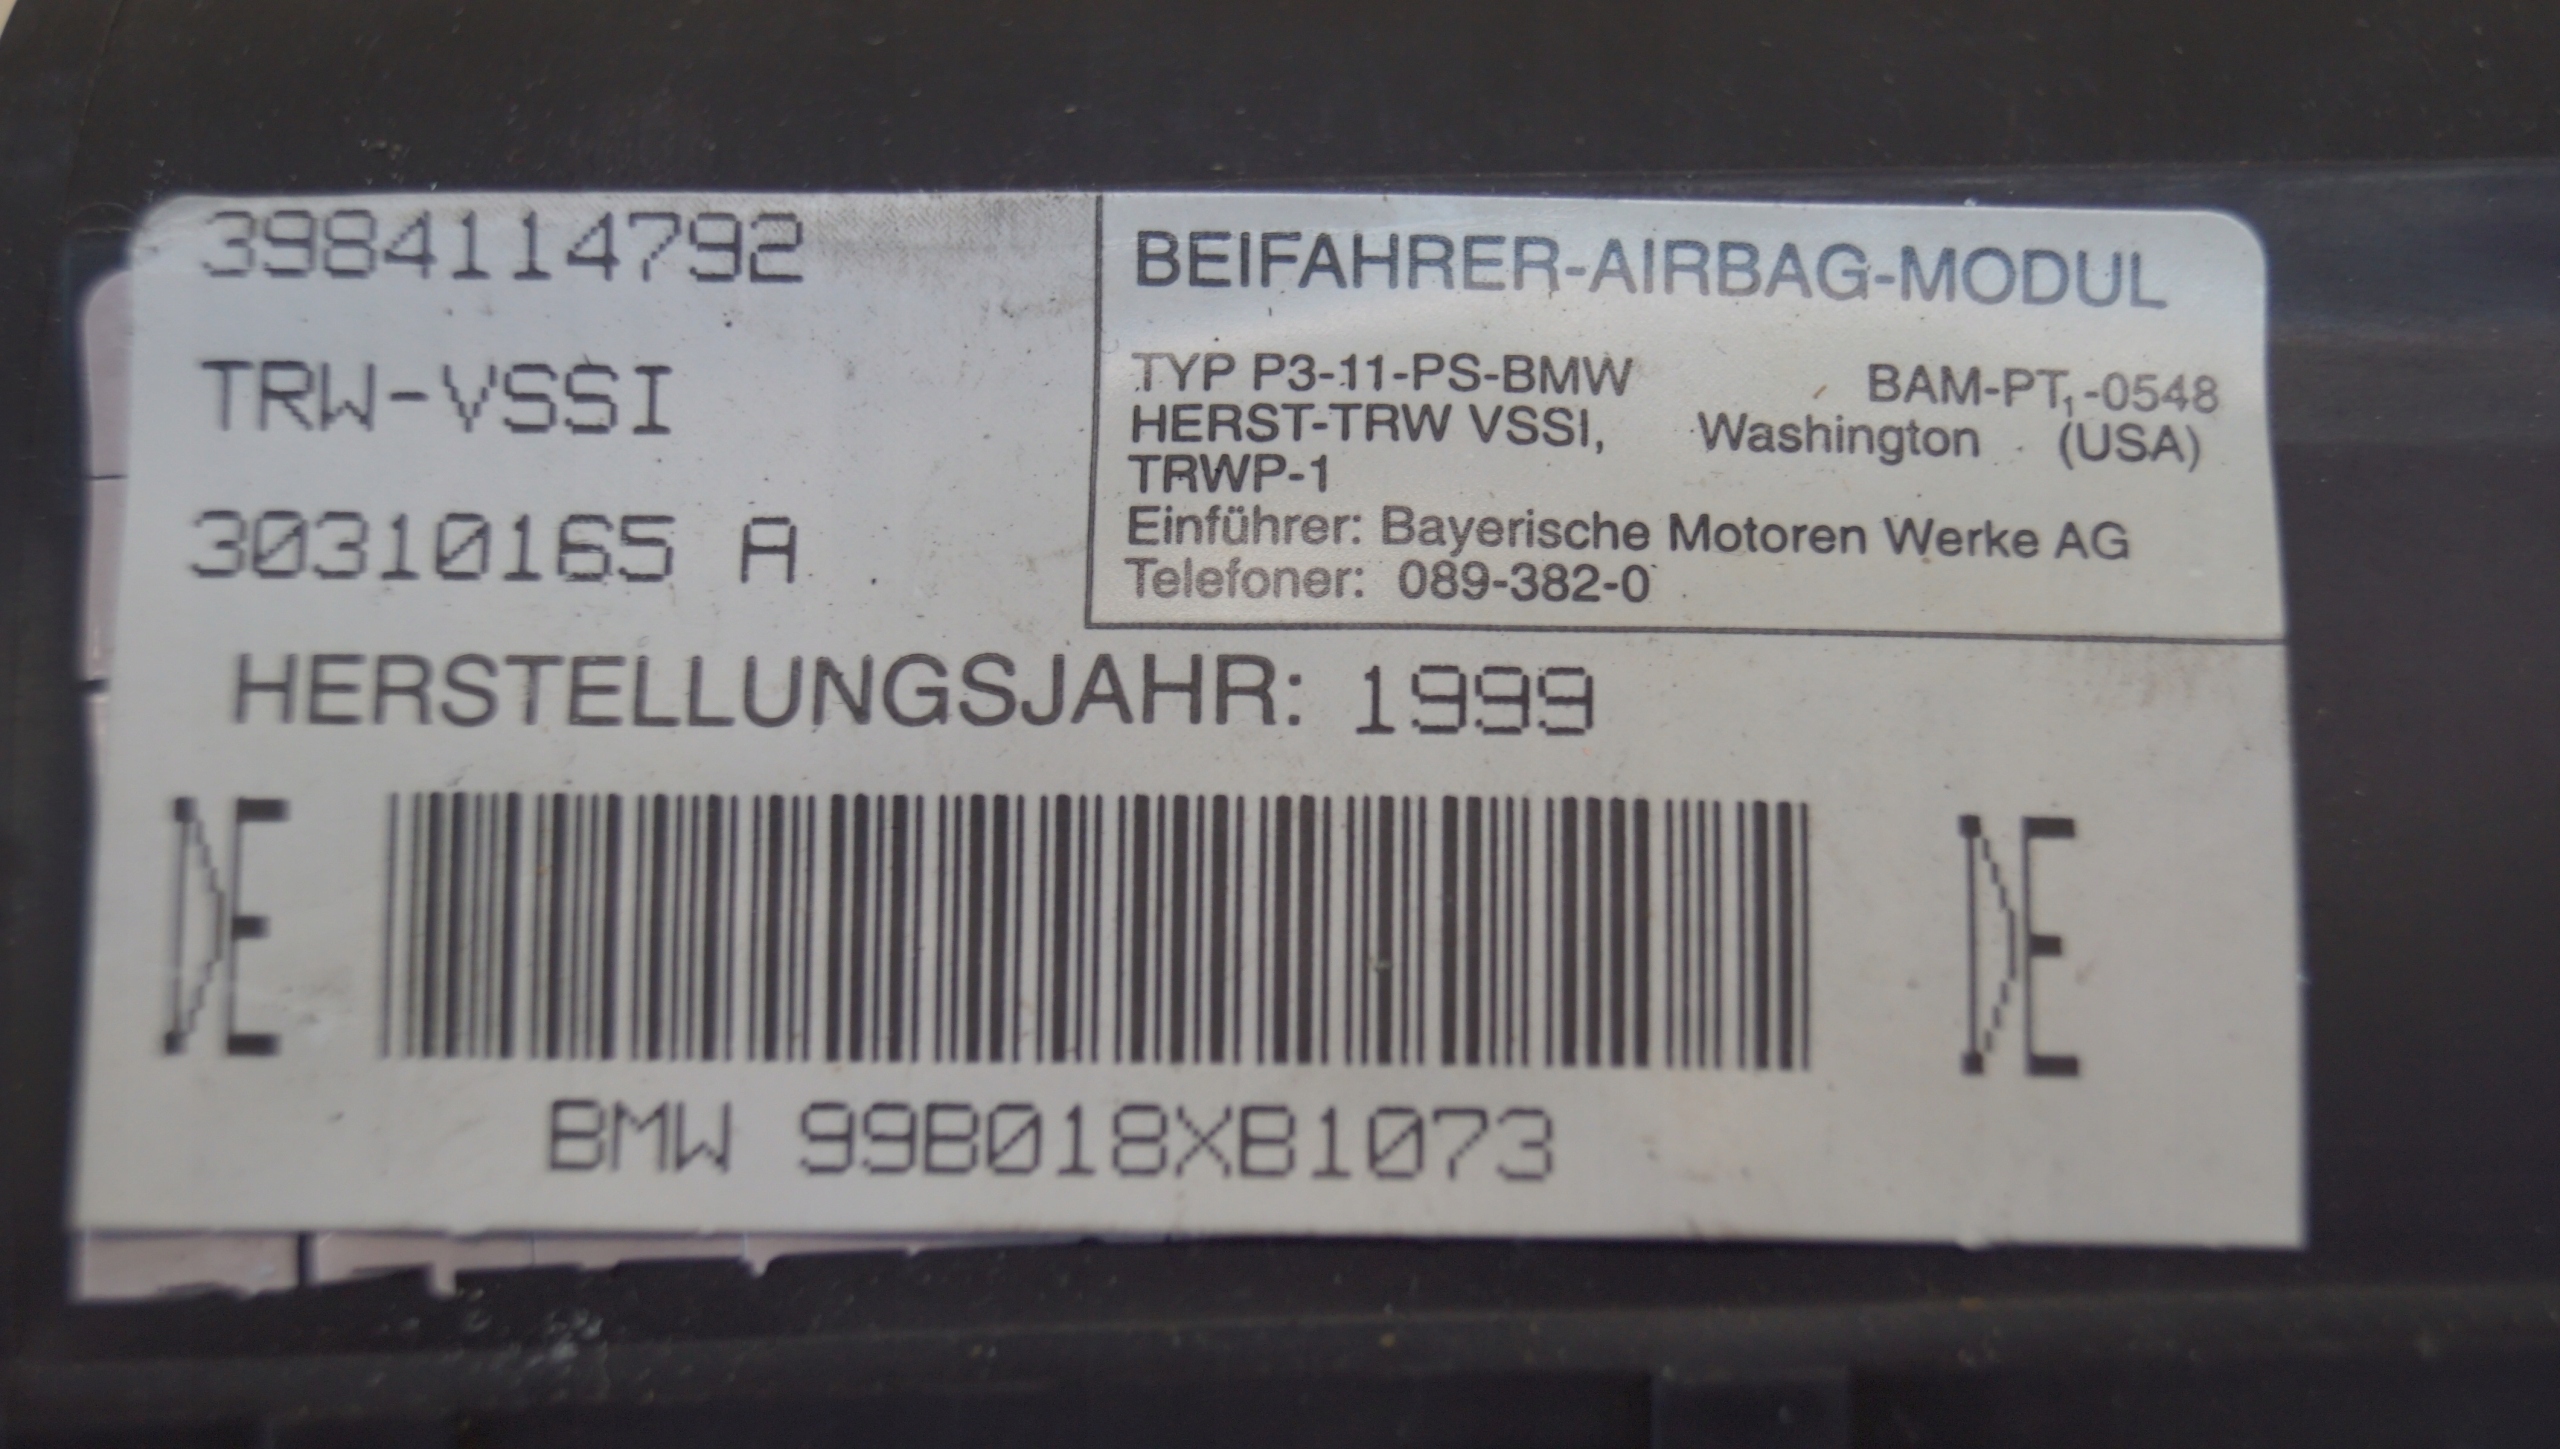 3984114792
TRW-VSSI
30310165 A
BEIFAHRER-AIRBAG-MODUL
TYP P3-11-PS-BMW BAM-PT₁-0548
HERST-TRW VSSI, Washington (USA)
TRWP-1
Einführer: Bayerische Motoren Werke AG
Telefoner: 089-382-0
HERSTELLUNGSJAHR: 1999
E E
BMW 99B018XB1073